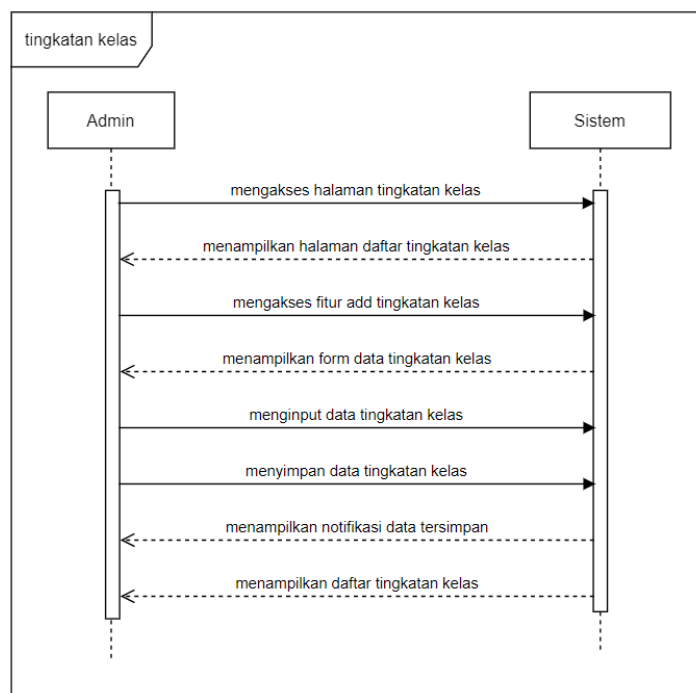 tingkatan kelas
Admin
Sistem
mengakses halaman tingkatan kelas
menampilkan halaman daftar tingkatan kelas
mengakses fitur add tingkatan kelas
menampilkan form data tingkatan kelas
menginput data tingkatan kelas
menyimpan data tingkatan kelas
menampilkan notifikasi data tersimpan
menampilkan daftar tingkatan kelas